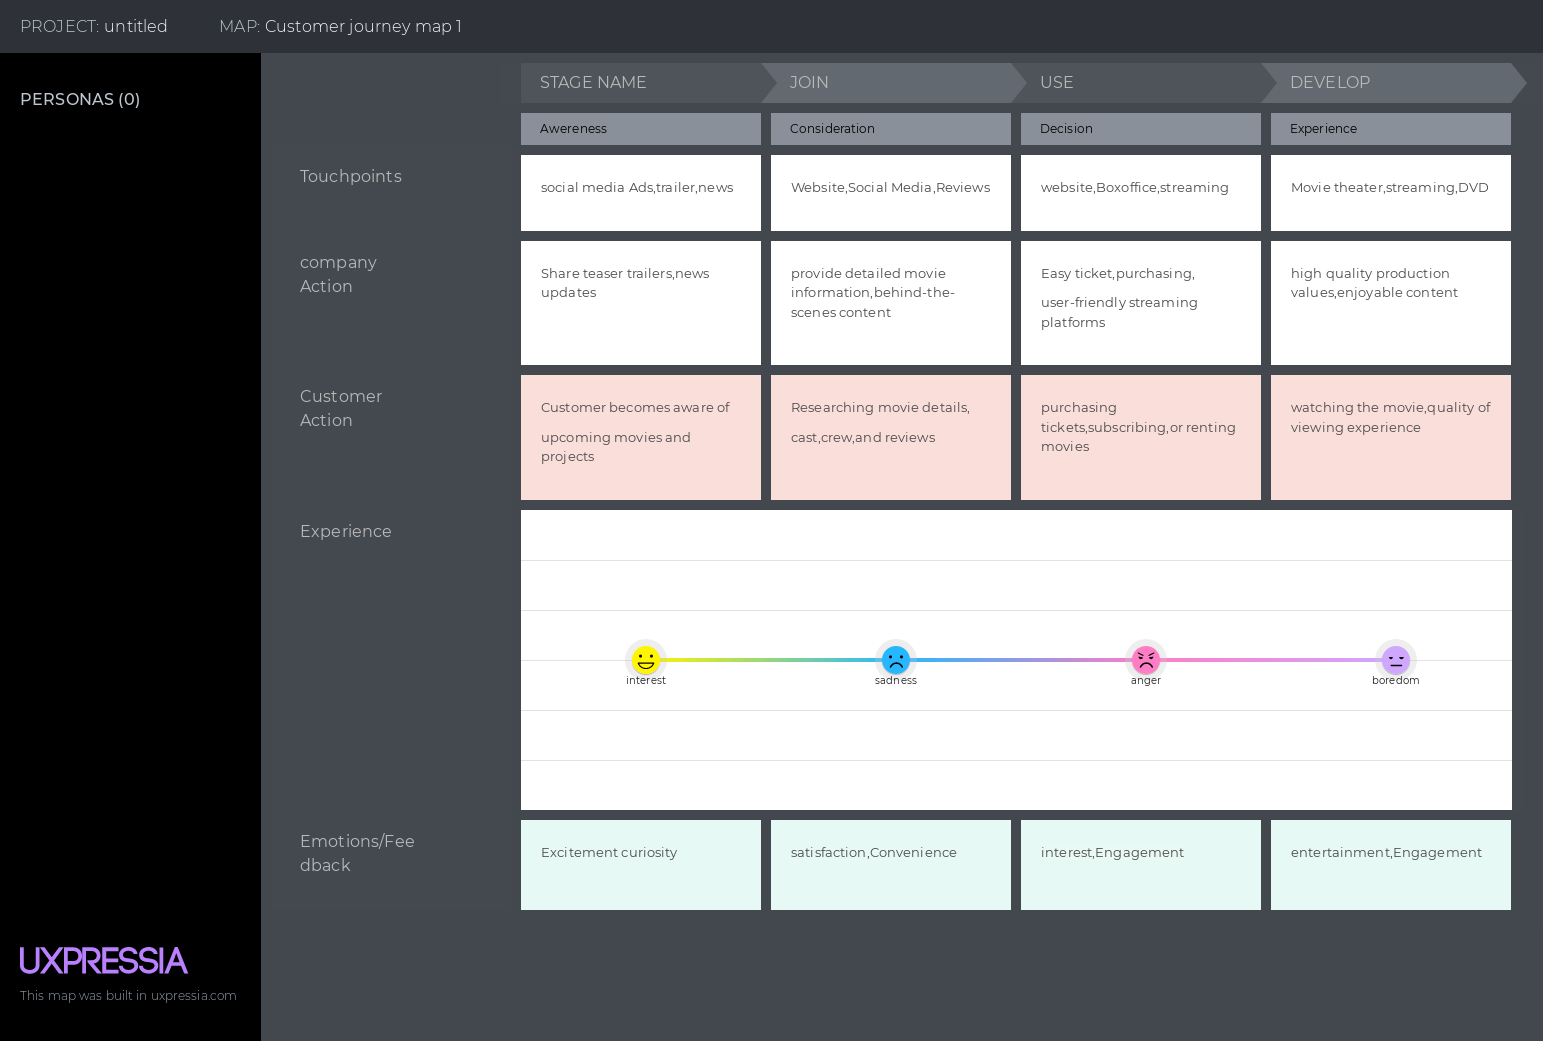 PROJECT: untitled
MAP: Customer journey map 1
PERSONAS (0)
STAGE NAME
JOIN
USE
DEVELOP
Awereness
Consideration
Decision
Experience
Touchpoints
social media Ads,trailer,news
Website,Social Media,Reviews
website,Boxoffice,streaming
Movie theater,streaming,DVD
company
Action
Share teaser trailers,news
updates
provide detailed movie
information,behind-the-
scenes content
Easy ticket,purchasing,
user-friendly streaming
platforms
high quality production
values,enjoyable content
Customer
Action
Customer becomes aware of
upcoming movies and
projects
Researching movie details,
cast,crew,and reviews
purchasing
tickets,subscribing,or renting
movies
watching the movie,quality of
viewing experience
Experience
interest
sadness
anger
boredom
Emotions/Fee
dback
Excitement curiosity
satisfaction,Convenience
interest,Engagement
entertainment,Engagement
UXPRESSIA
This map was built in uxpressia.com